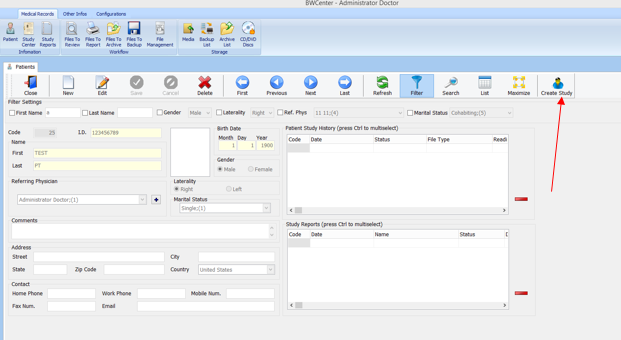 BWCenter - Administrator Doctor
Medical Records Other Infos Configurations
Patient Study Center Study Reports Files To Review Files To Report Files To Archive Files To Backup File Management Media Backup List Archive List CD/DVD Discs
Information Workflow Storage
Patients
Close New Edit Save Cancel Delete First Previous Next Last Refresh Filter Search List Maximize Create Study
Filter Settings
First Name a Last Name Gender Male Laterality Right Ref. Phys 11 11;(4) Marital Status Cohabiting;(5)
Code 25 I.D. 123456789
Name
First TEST
Last PT
Birth Date
Month Day Year
1 1 1900
Gender
Male Female
Referring Physician
Administrator Doctor;(1)
Laterality
Right Left
Marital Status
Single;(1)
Comments
Address
Street City
State Zip Code Country United States
Contact
Home Phone Work Phone Mobile Num.
Fax Num. Email
Patient Study History (press Ctrl to multiselect)
Code Date Status File Type Readi
Study Reports (press Ctrl to multiselect)
Code Date Name Status D